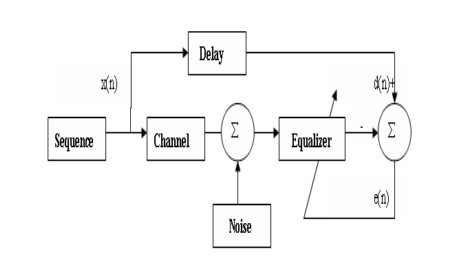 Delay
x(n)
d(n)+
Sequence
Channel
Σ
Equalizer
-
Σ
e(n)
Noise